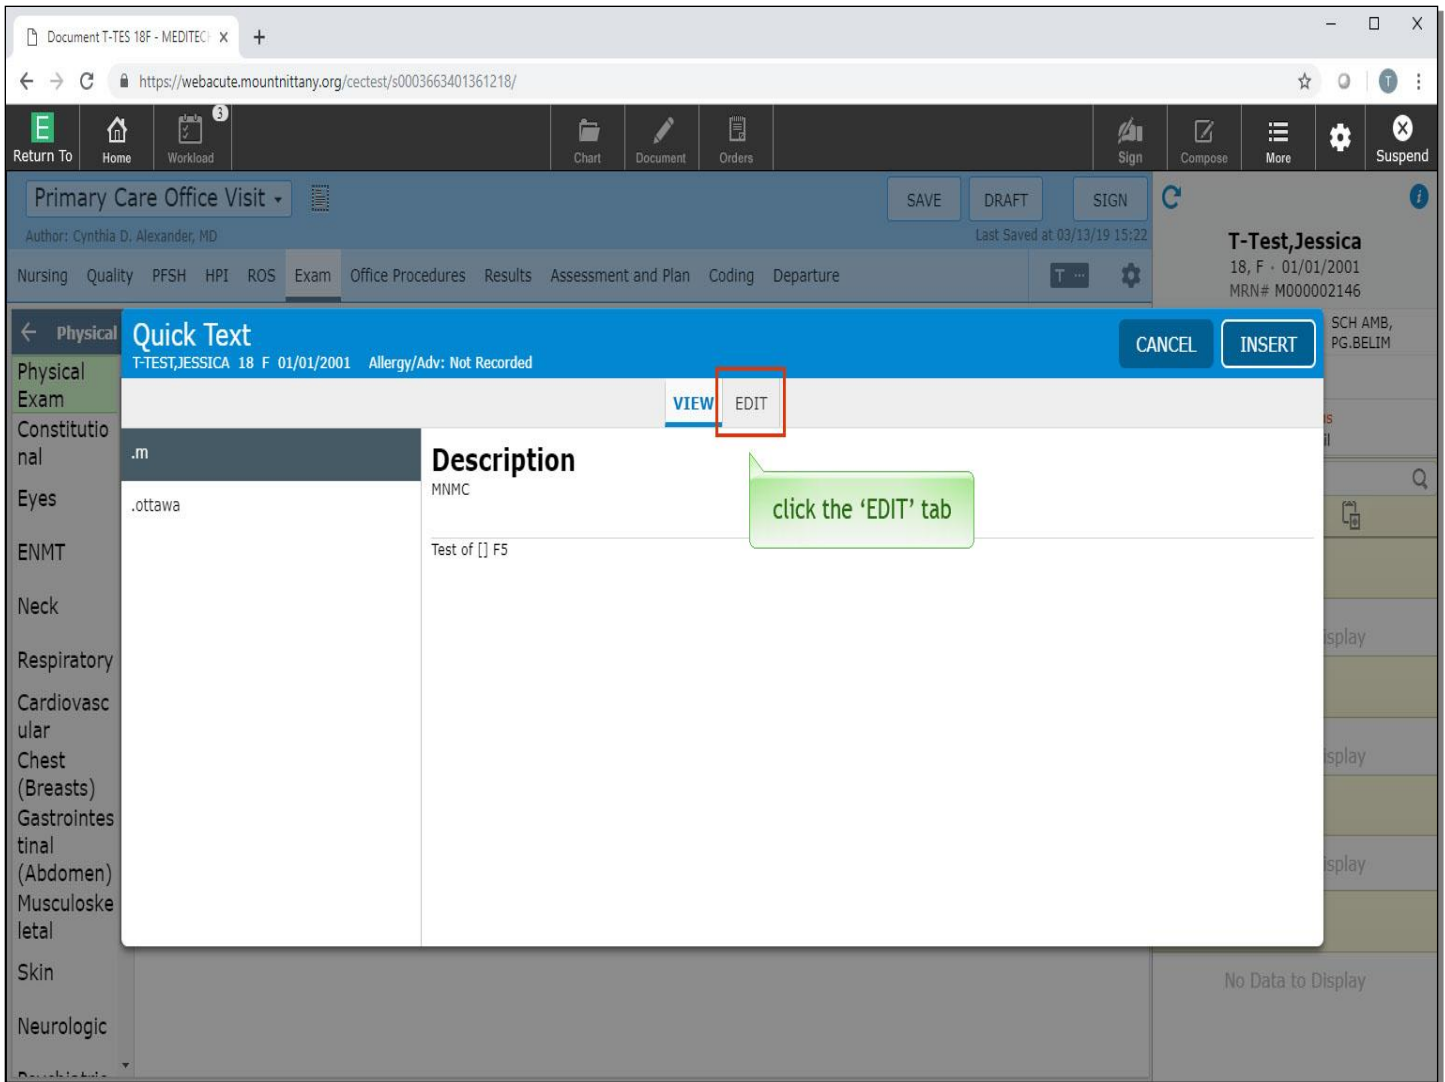 Document T-TES 18F - MEDITECH
https://webacute.mountnittany.org/cectest/s0003663401361218/
3
E
Return To
Home
Workload
Chart
Document
Orders
Sign
Compose
More
Suspend
Primary Care Office Visit
SAVE
DRAFT
SIGN
Author: Cynthia D. Alexander, MD
Last Saved at 03/13/19 15:22
T-Test,Jessica
18, F · 01/01/2001
MRN# M000002146
Nursing Quality PFSH HPI ROS Exam Office Procedures Results Assessment and Plan Coding Departure
T ...
SCH AMB,
PG.BELIM
Physical
Quick Text
T-TEST,JESSICA 18 F 01/01/2001 Allergy/Adv: Not Recorded
CANCEL
INSERT
VIEW
EDIT
.m
.ottawa
Description
MNMC
click the ‘EDIT’ tab
Test of [] F5
Physical
Exam
Constitutio
nal
Eyes
ENMT
Neck
Respiratory
Cardiovasc
ular
Chest
(Breasts)
Gastrointes
tinal
(Abdomen)
Musculoske
letal
Skin
Neurologic
isplay
isplay
isplay
No Data to Display